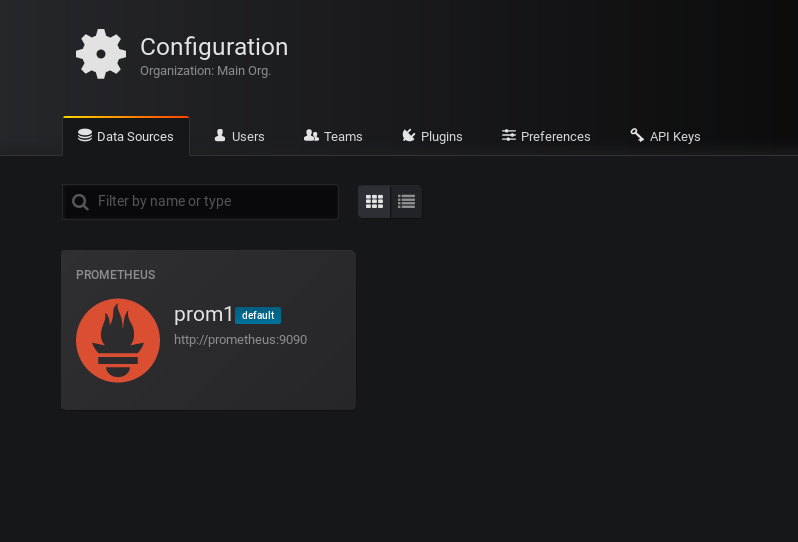 Configuration
Organization: Main Org.
Data Sources Users Teams Plugins Preferences API Keys
Filter by name or type
PROMETHEUS
prom1 default
http://prometheus:9090